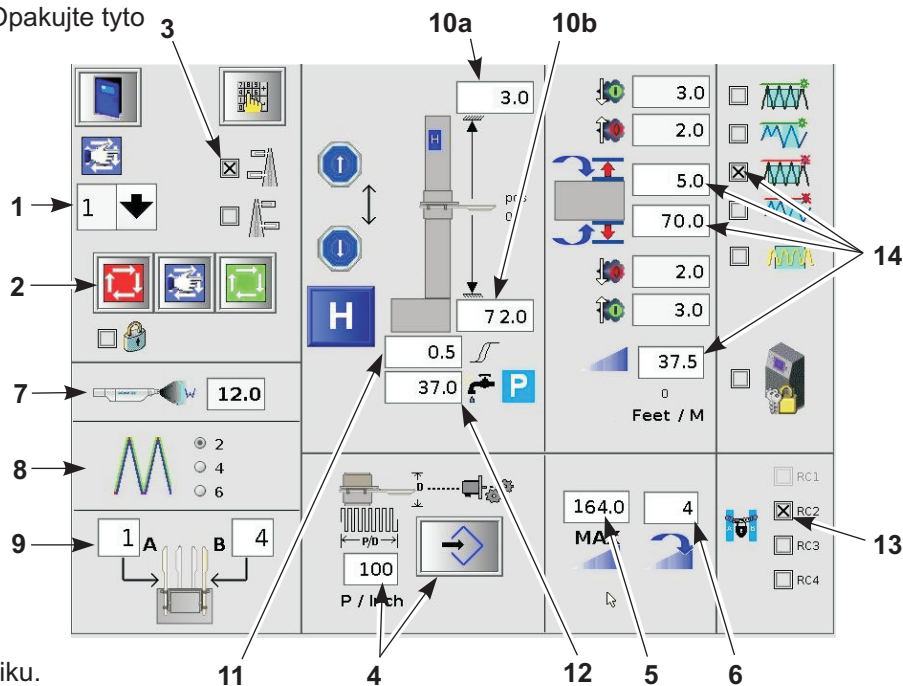 Opakujte tyto
3
10a
10b
3.0
H
pos
0
72.0
H
0.5
37.0
P
1
1
2
7
12.0
8
2
4
6
9
1 A
B 4
D
P/D
100
P / Inch
11
4
12
3.0
2.0
5.0
70.0
2.0
3.0
37.5
0
Feet / M
14
164.0
MAX
4
5
6
RC1
RC2
RC3
RC4
13
iku.